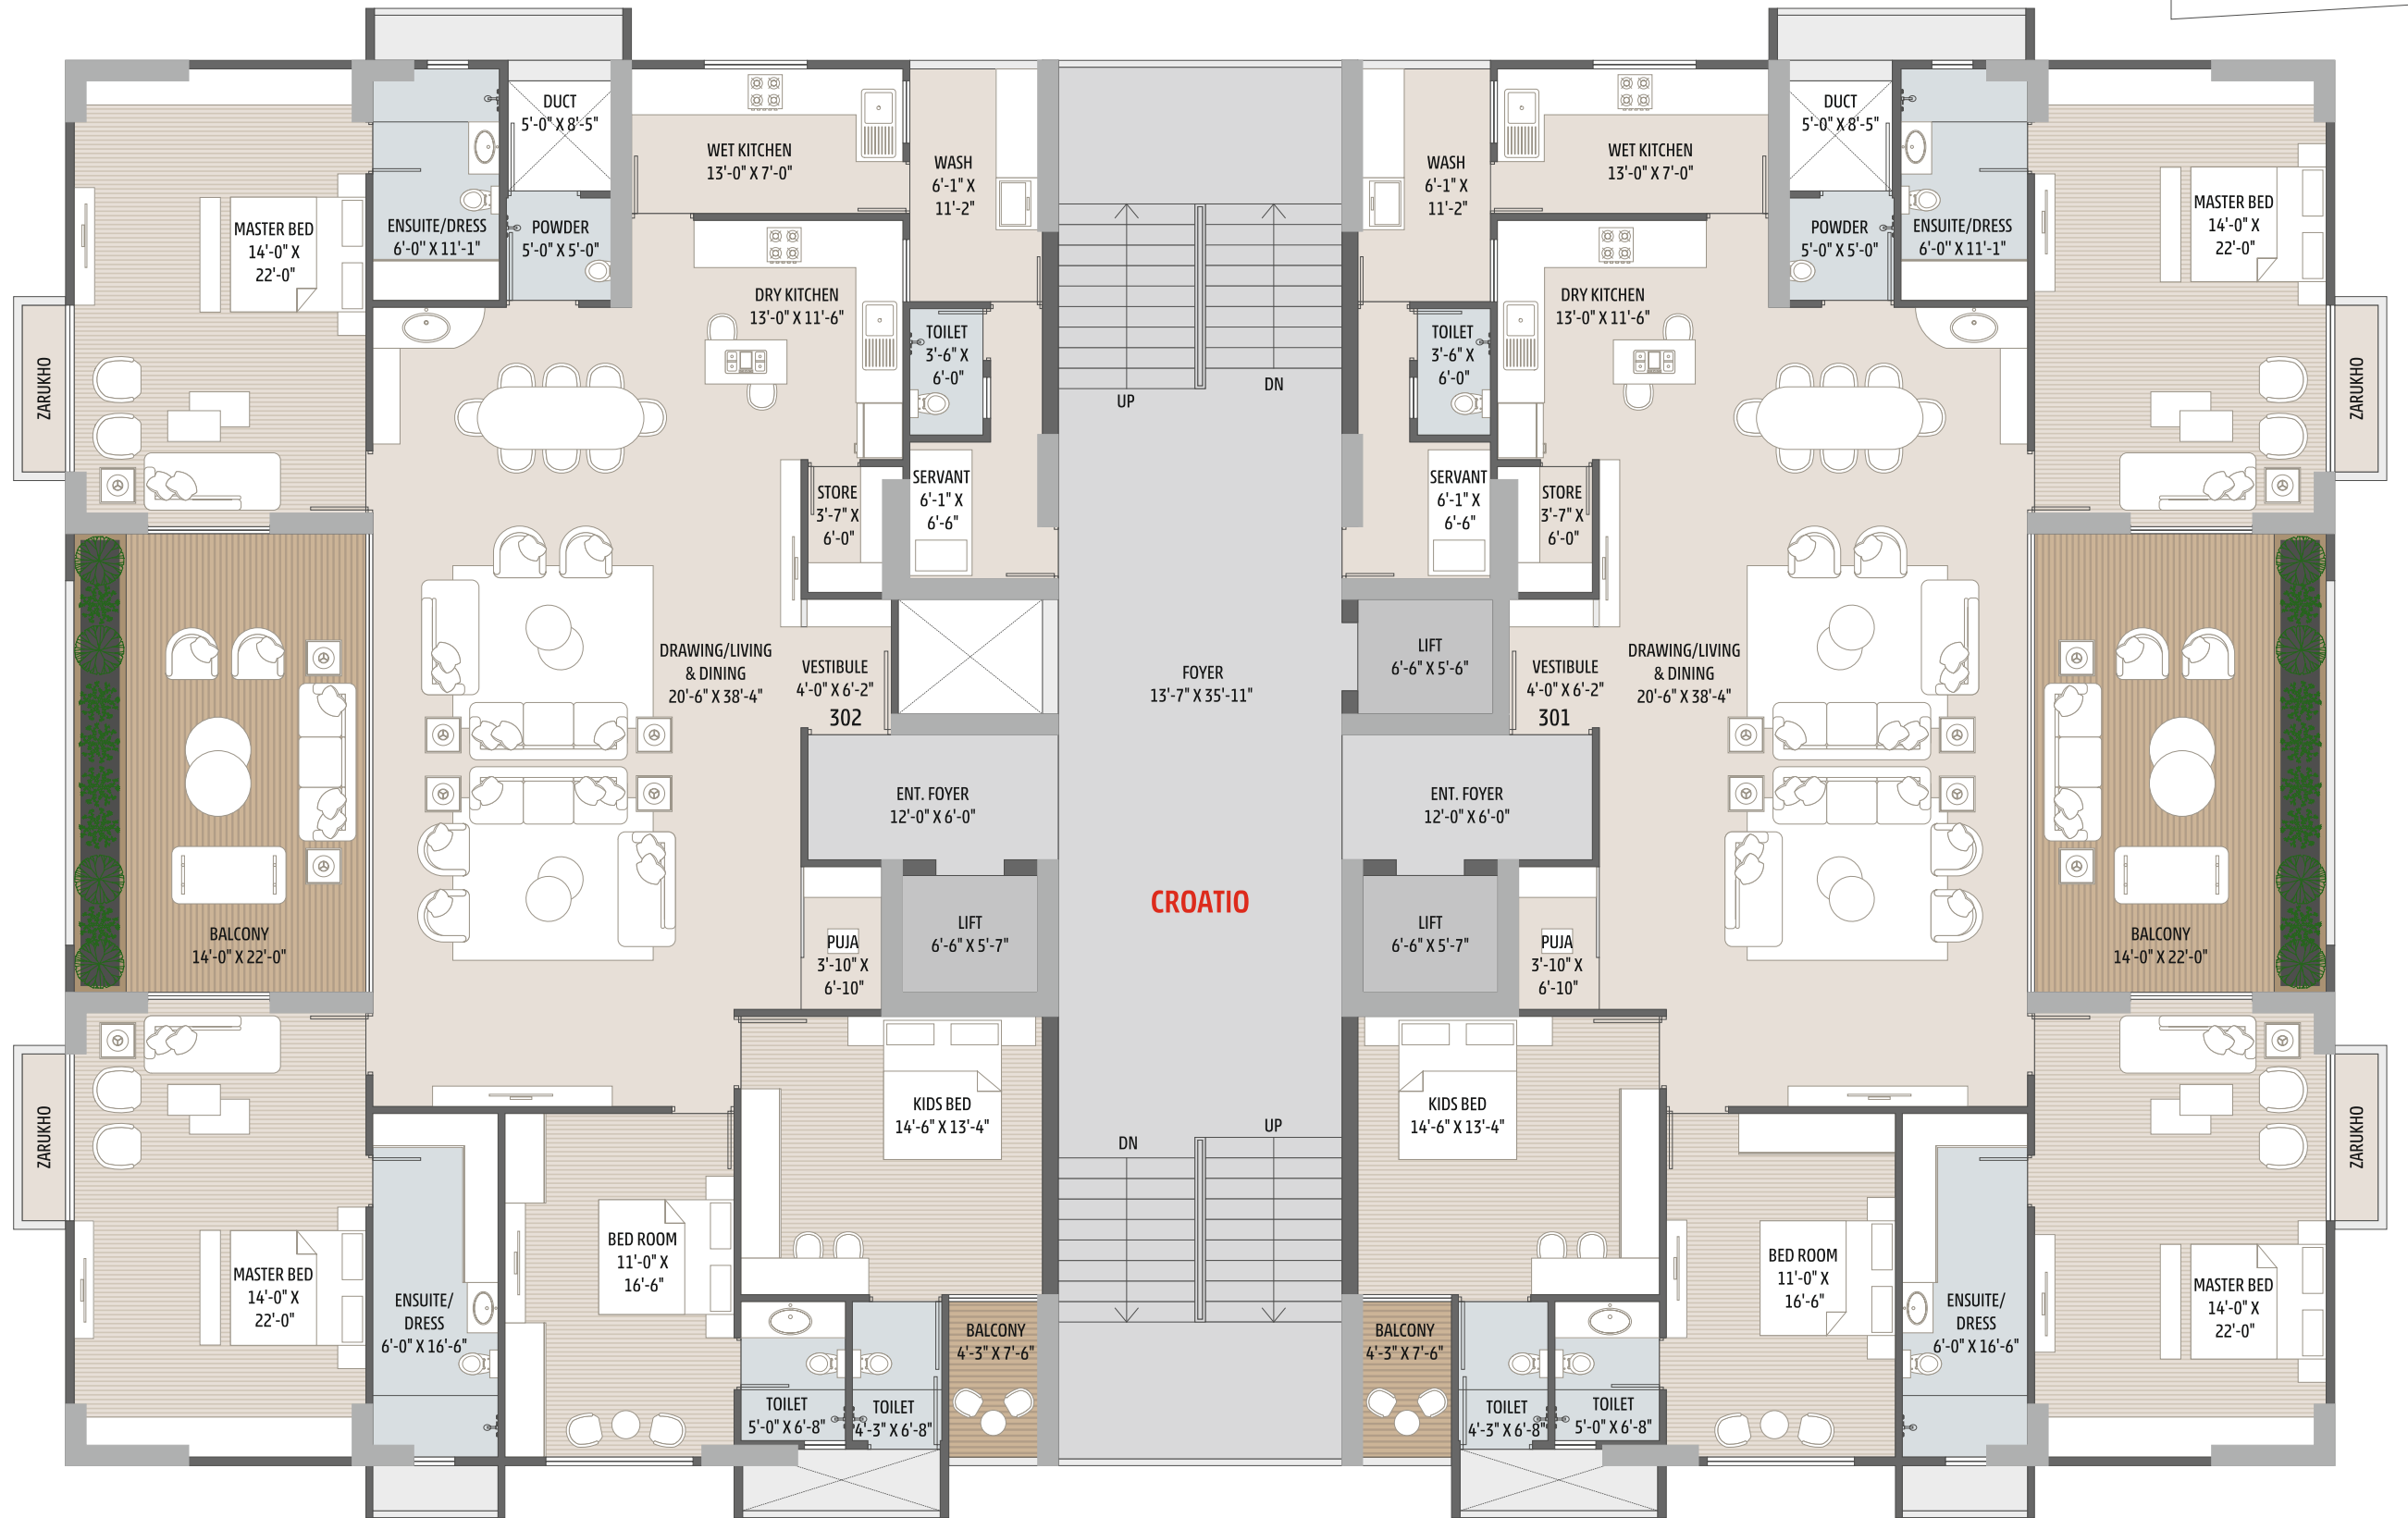 DUCT
5'-0" X 8'-5"
WET KITCHEN
13'-0" X 7'-0"
WASH
6'-1" X
11'-2"
MASTER BED
14'-0" X
22'-0"
ENSUITE/DRESS
6'-0" X 11'-1"
POWDER
5'-0" X 5'-0"
DRY KITCHEN
13'-0" X 11'-6"
TOILET
3'-6" X
6'-0"
ZARUKHO
STORE
3'-7" X
6'-0"
SERVANT
6'-1" X
6'-6"
DRAWING/LIVING
& DINING
20'-6" X 38'-4"
VESTIBULE
4'-0" X 6'-2"
302
ENT. FOYER
12'-0" X 6'-0"
BALCONY
14'-0" X 22'-0"
PUJA
3'-10" X
6'-10"
LIFT
6'-6" X 5'-7"
ZARUKHO
KIDS BED
14'-6" X 13'-4"
MASTER BED
14'-0" X
22'-0"
ENSUITE/
DRESS
6'-0" X 16'-6"
BED ROOM
11'-0" X
16'-6"
TOILET
5'-0" X 6'-8"
TOILET
4'-3" X 6'-8"
BALCONY
4'-3" X 7'-6"
UP
DN
FOYER
13'-7" X 35'-11"
CROATIO
DN
UP
WASH
6'-1" X
11'-2"
WET KITCHEN
13'-0" X 7'-0"
DUCT
5'-0" X 8'-5"
POWDER
5'-0" X 5'-0"
ENSUITE/DRESS
6'-0" X 11'-1"
MASTER BED
14'-0" X
22'-0"
TOILET
3'-6" X
6'-0"
DRY KITCHEN
13'-0" X 11'-6"
ZARUKHO
SERVANT
6'-1" X
6'-6"
STORE
3'-7" X
6'-0"
LIFT
6'-6" X 5'-6"
VESTIBULE
4'-0" X 6'-2"
301
DRAWING/LIVING
& DINING
20'-6" X 38'-4"
ENT. FOYER
12'-0" X 6'-0"
LIFT
6'-6" X 5'-7"
PUJA
3'-10" X
6'-10"
BALCONY
14'-0" X 22'-0"
KIDS BED
14'-6" X 13'-4"
ZARUKHO
BED ROOM
11'-0" X
16'-6"
ENSUITE/
DRESS
6'-0" X 16'-6"
MASTER BED
14'-0" X
22'-0"
BALCONY
4'-3" X 7'-6"
TOILET
4'-3" X 6'-8"
TOILET
5'-0" X 6'-8"